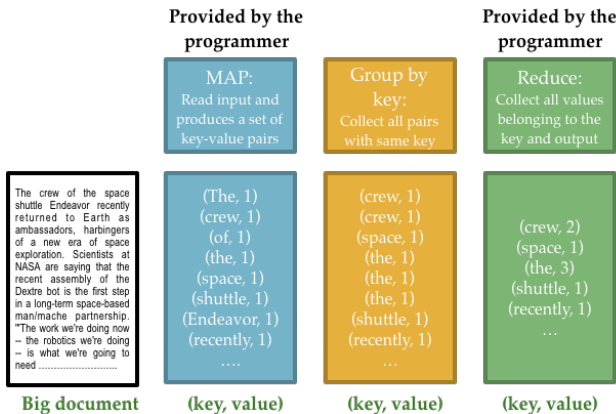 Provided by the
programmer
Provided by the
programmer
MAP:
Read input and
produces a set of
key-value pairs
Group by
key:
Collect all pairs
with same key
Reduce:
Collect all values
belonging to the
key and output
The crew of the space
shuttle Endeavor recently
returned to Earth as
ambassadors, harbingers
of a new era of space
exploration. Scientists at
NASA are saying that the
recent assembly of the
Dextre bot is the first step
in a long-term space-based
man/mache partnership.
'"The work we're doing now
-- the robotics we're doing
-- is what we're going to
need ............................
(The, 1)
(crew, 1)
(of, 1)
(the, 1)
(space, 1)
(shuttle, 1)
(Endeavor, 1)
(recently, 1)
....
(crew, 1)
(crew, 1)
(space, 1)
(the, 1)
(the, 1)
(the, 1)
(shuttle, 1)
(recently, 1)
...
(crew, 2)
(space, 1)
(the, 3)
(shuttle, 1)
(recently, 1)
...
Big document
(key, value)
(key, value)
(key, value)